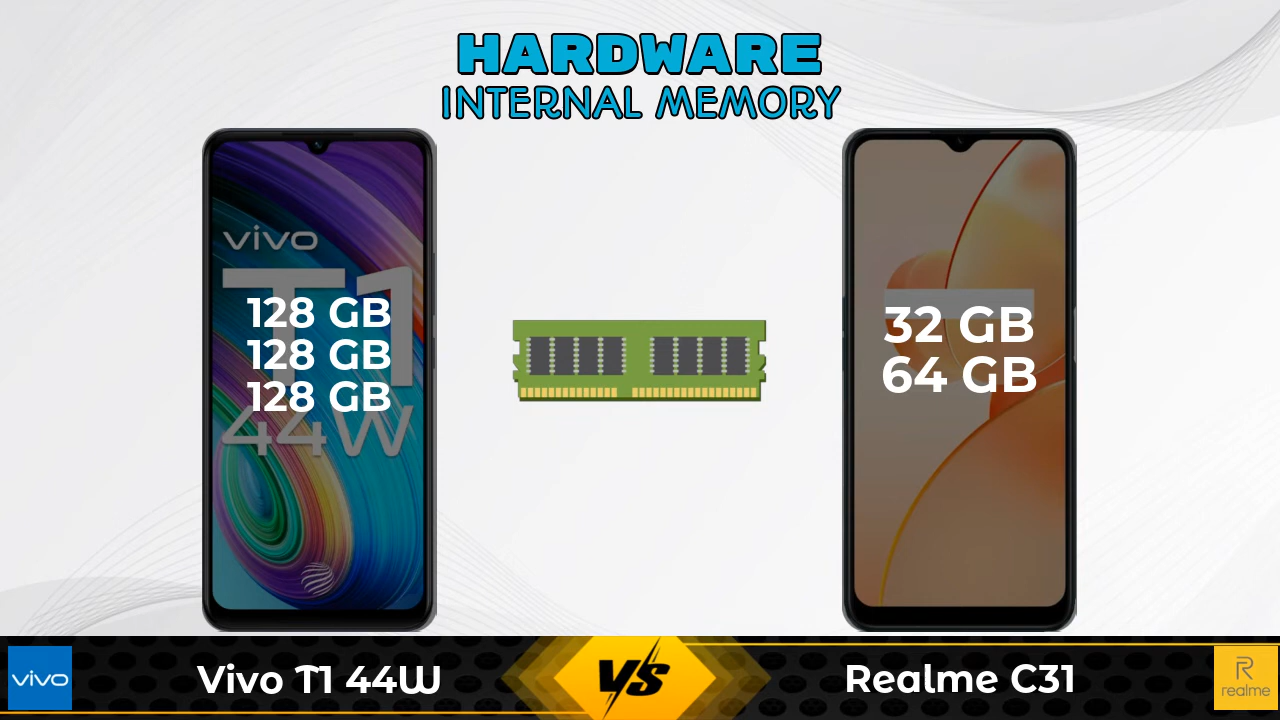 HARDWARE
INTERNAL MEMORY
vivo
T1
44W
128 GB
128 GB
128 GB
32 GB
64 GB
vivo
Vivo T1 44W
VS
Realme C31
R
realme